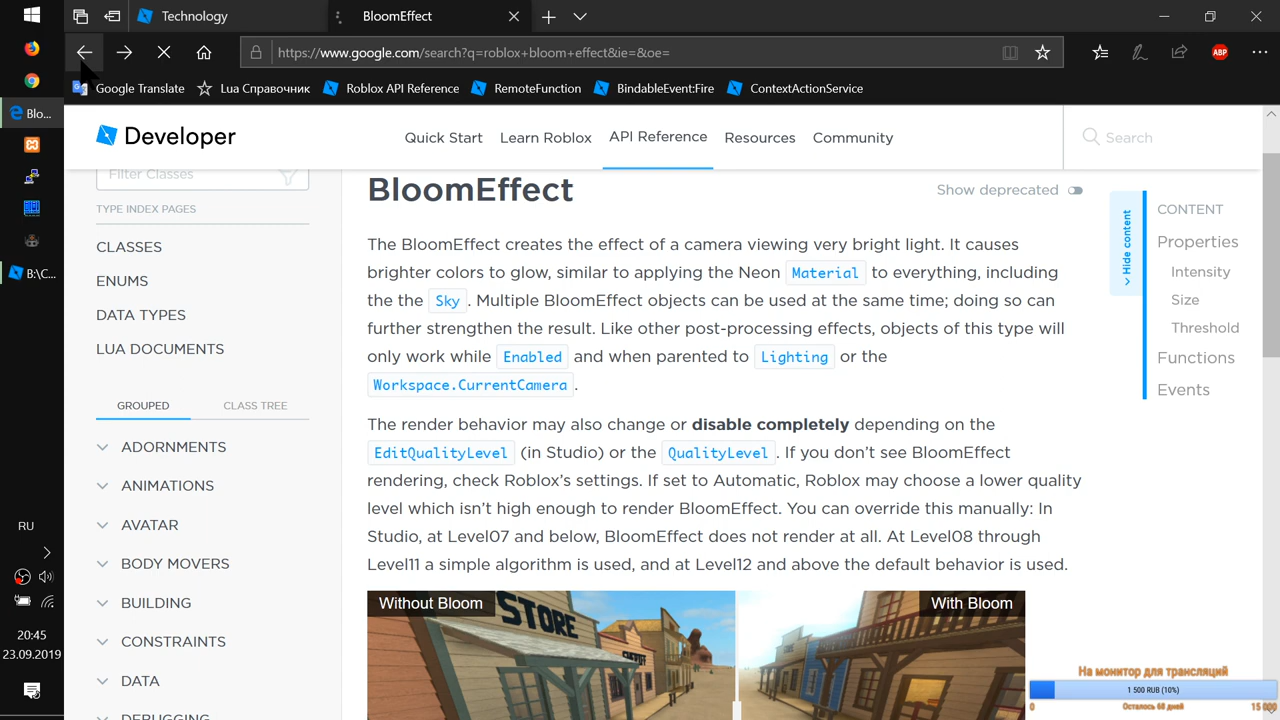 Technology
BloomEffect
https://www.google.com/search?q=roblox+bloom+effect&ie=&oe=
ABP
Google Translate
Lua Справочник
Roblox API Reference
RemoteFunction
BindableEvent:Fire
ContextActionService
Blo...
B:\C...
RU
20:45
23.09.2019
Developer
Quick Start
Learn Roblox
API Reference
Resources
Community
Search
Filter Classes
TYPE INDEX PAGES
CLASSES
ENUMS
DATA TYPES
LUA DOCUMENTS
GROUPED
CLASS TREE
ADORNMENTS
ANIMATIONS
AVATAR
BODY MOVERS
BUILDING
CONSTRAINTS
DATA
DEBUGGING
BloomEffect
Show deprecated
The BloomEffect creates the effect of a camera viewing very bright light. It causes
brighter colors to glow, similar to applying the Neon Material to everything, including
the the Sky . Multiple BloomEffect objects can be used at the same time; doing so can
further strengthen the result. Like other post-processing effects, objects of this type will
only work while Enabled and when parented to Lighting or the
Workspace.CurrentCamera .
The render behavior may also change or disable completely depending on the
EditQualityLevel (in Studio) or the QualityLevel . If you don't see BloomEffect
rendering, check Roblox's settings. If set to Automatic, Roblox may choose a lower quality
level which isn't high enough to render BloomEffect. You can override this manually: In
Studio, at Level07 and below, BloomEffect does not render at all. At Level08 through
Level11 a simple algorithm is used, and at Level12 and above the default behavior is used.
Without Bloom
With Bloom
STORE
Hide content
CONTENT
Properties
Intensity
Size
Threshold
Functions
Events
На монитор для трансляций
1 500 RUB (10%)
0
Осталось 68 дней
15 000